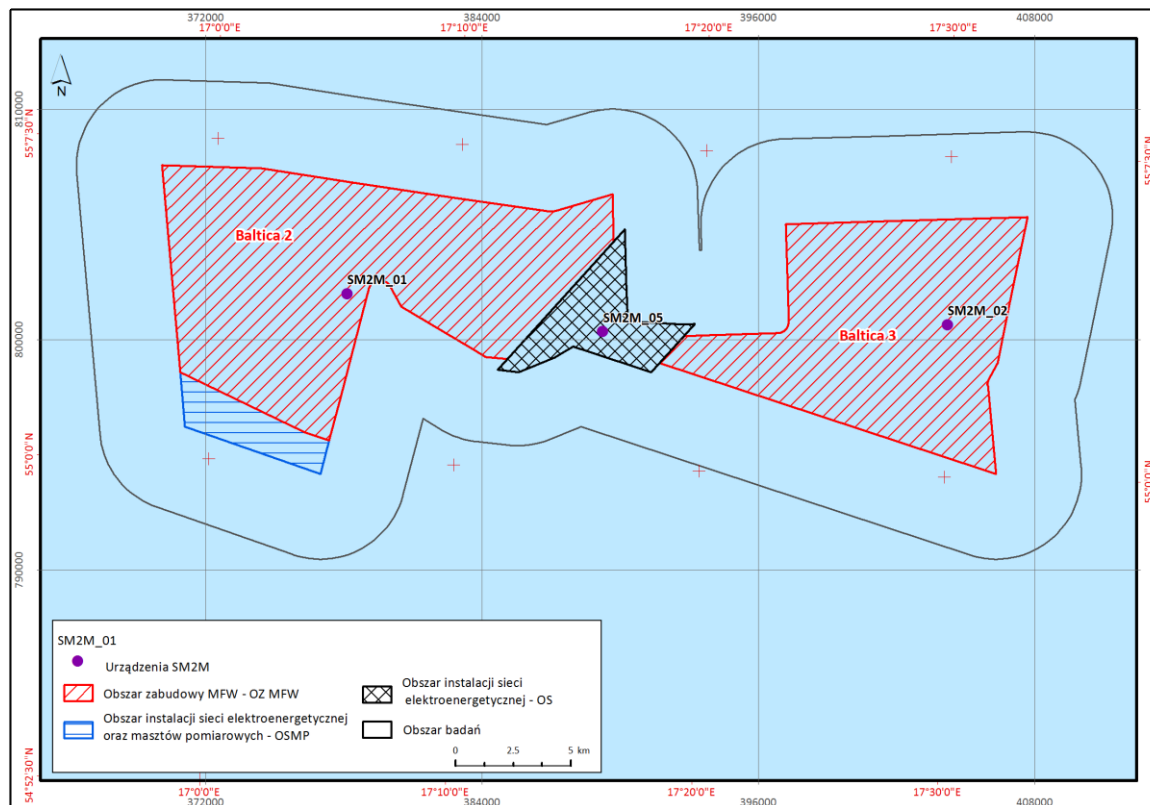 372000 384000 396000 408000
17°0'0"E 17°10'0"E 17°20'0"E 17°30'0"E
N
810000
55°7'30"N
55°7'30"N
Baltica 2
SM2M_01
SM2M_05
SM2M_02
Baltica 3
800000
55°0'0"N
55°0'0"N
790000
SM2M_01
Urządzenia SM2M
Obszar zabudowy MFW - OZ MFW
Obszar instalacji sieci elektroenergetycznej
oraz masztów pomiarowych - OSMP
Obszar instalacji sieci
elektroenergetycznej - OS
Obszar badań
0 2.5 5 km
54°52'30"N
17°0'0"E 17°10'0"E 17°20'0"E 17°30'0"E
372000 384000 396000 408000